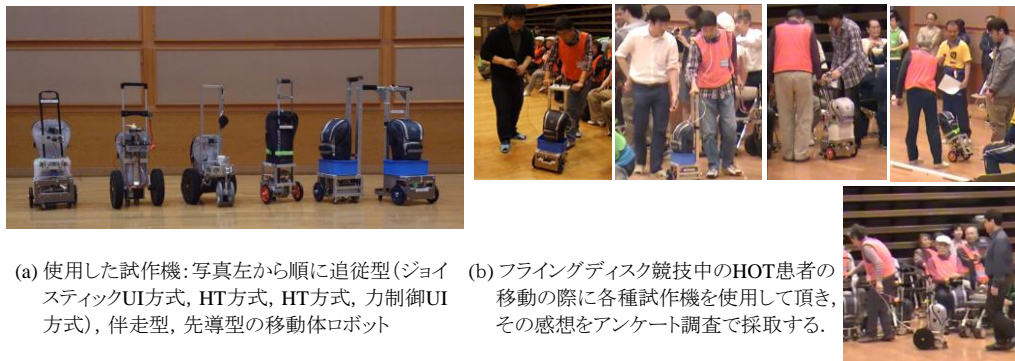 (a) 使用した試作機：写真左から順に追従型（ジョイ
スティックUI方式, HT方式, HT方式, 力制御UI
方式）, 伴走型, 先導型の移動体ロボット
(b) フライングディスク競技中のHOT患者の
移動の際に各種試作機を使用して頂き,
その感想をアンケート調査で採取する.